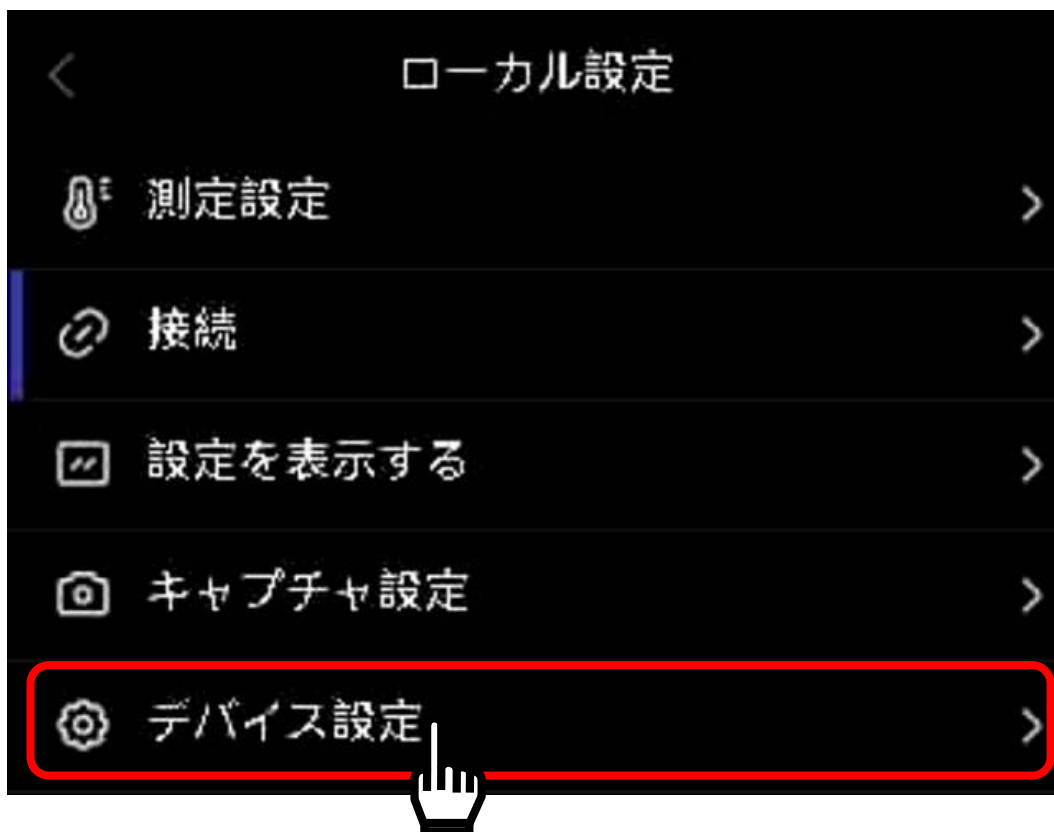 ローカル設定
測定設定
接続
設定を表示する
キャプチャ設定
デバイス設定